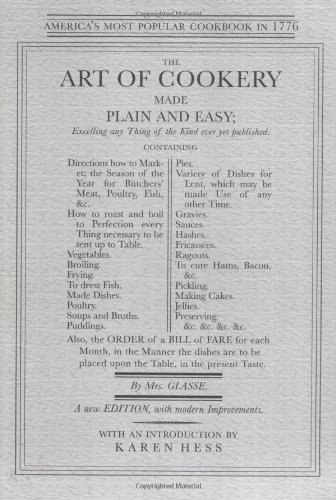 AMERICA'S MOST POPULAR COOKBOOK IN 1776
THE
ART OF COOKERY
MADE
PLAIN AND EASY;
Excelling any Thing of the Kind ever yet published.
CONTAINING
Directions how to Mark-
et; the Season of the
Year for Butchers'
Meat, Poultry, Fish,
&c.
How to roast and boil
to Perfection every
Thing necessary to be
sent up to Table.
Vegetables.
Broiling.
Frying.
To dress Fish.
Made Dishes.
Poultry.
Soups and Broths.
Puddings.
Pies.
Variety of Dishes for
Lent, which may be
made Use of any
other Time.
Gravies.
Sauces.
Hashes.
Fricassees.
Ragouts.
To cure Hams, Bacon,
&c.
Pickling.
Making Cakes.
Jellies.
Preserving
&c. &c. &c. &c.
Also, the ORDER of a BILL of FARE for each
Month, in the Manner the dishes are to be
placed upon the Table, in the present Taste.
By Mrs. GLASSE.
A new EDITION, with modern Improvements.
WITH AN INTRODUCTION BY
KAREN HESS